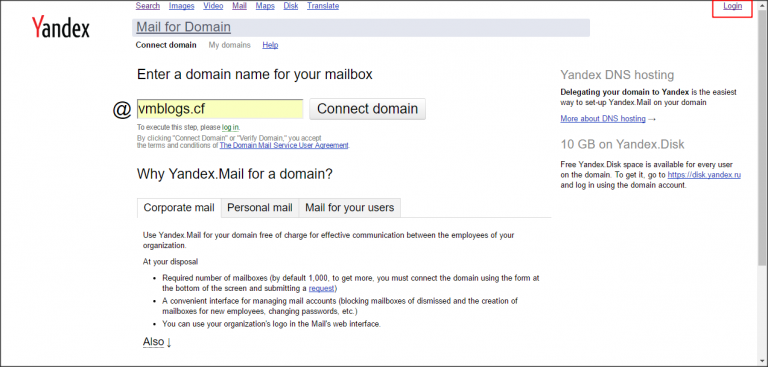 Search Images Video Mail Maps Disk Translate
Login
Yandex
Mail for Domain
Connect domain My domains Help
Enter a domain name for your mailbox
@ vmblogs.cf Connect domain
To execute this step, please log in.
By clicking "Connect Domain" or "Verify Domain," you accept
the terms and conditions of The Domain Mail Service User Agreement.
Why Yandex.Mail for a domain?
Corporate mail Personal mail Mail for your users
Use Yandex.Mail for your domain free of charge for effective communication between the employees of your
organization.
At your disposal
• Required number of mailboxes (by default 1,000, to get more, you must connect the domain using the form at
the bottom of the screen and submitting a request)
• A convenient interface for managing mail accounts (blocking mailboxes of dismissed and the creation of
mailboxes for new employees, changing passwords, etc.)
• You can use your organization's logo in the Mail's web interface.
Also ↓
Yandex DNS hosting
Delegating your domain to Yandex is the easiest
way to set-up Yandex.Mail on your domain
More about DNS hosting →
10 GB on Yandex.Disk
Free Yandex.Disk space is available for every user
on the domain. To get it, go to https://disk.yandex.ru
and log in using the domain account.